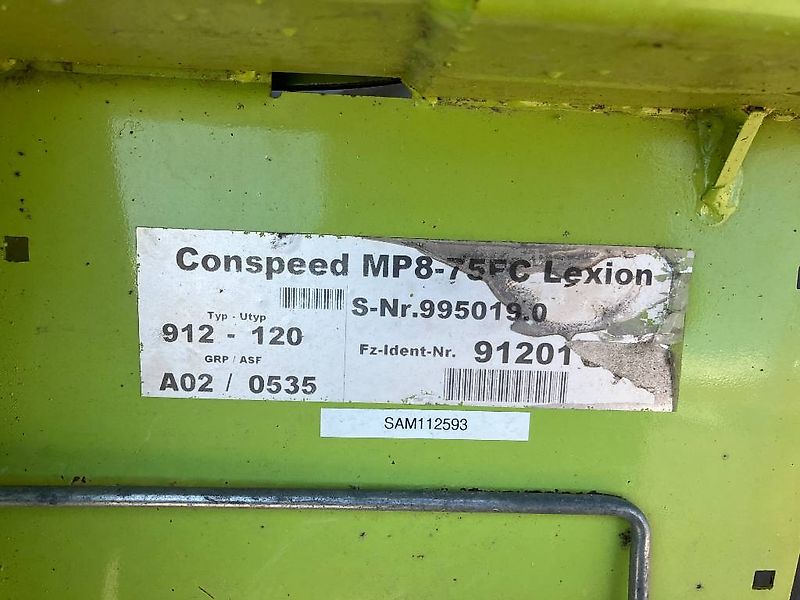 Conspeed MP8-75FC Lexion
S-Nr.995019.0
Typ - Utyp
912 - 120
Fz-Ident-Nr.
GRP / ASF
A02 / 0535
SAM112593